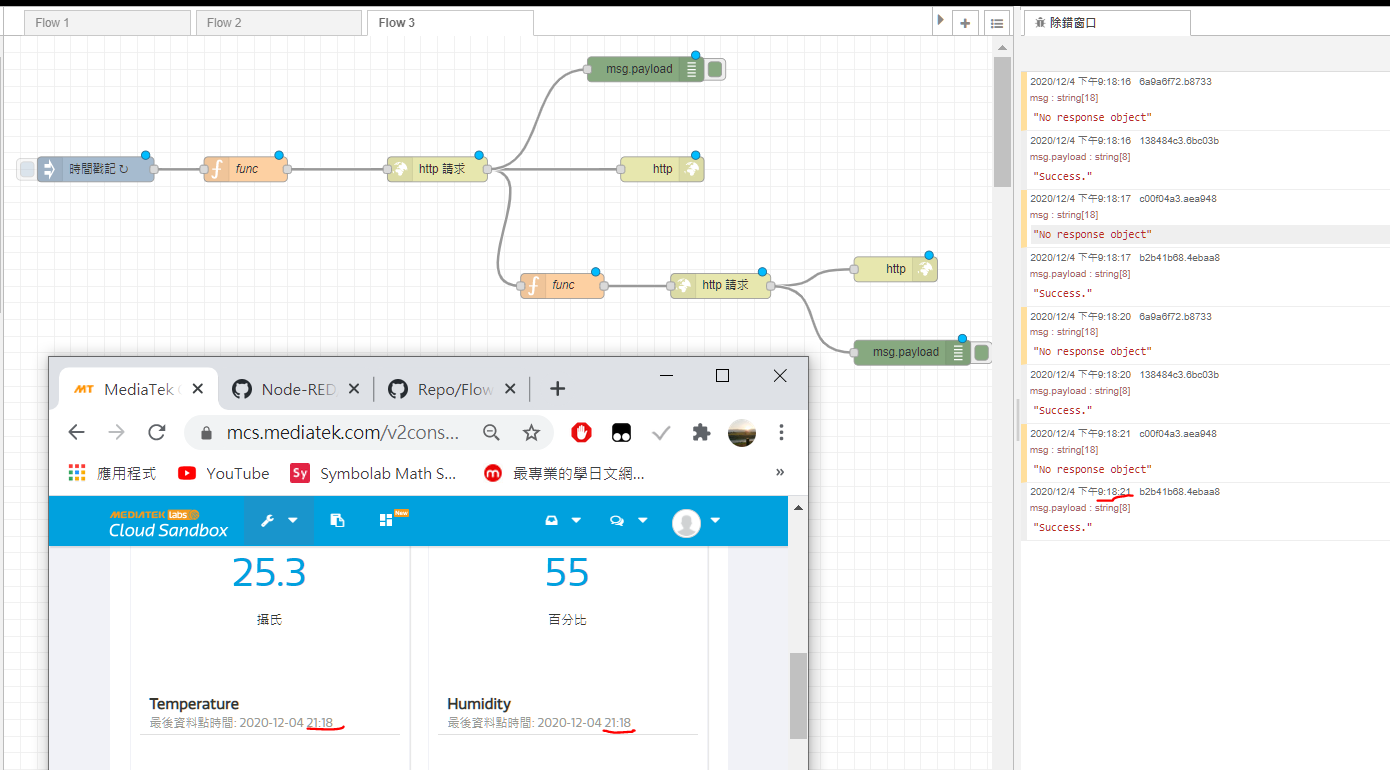 Flow 1
Flow 2
Flow 3
除錯窗口
msg.payload
時間戳記 ↻
func
http 請求
http
func
http 請求
http
msg.payload
2020/12/4 下午9:18:16 6a9a6f72.b8733
msg : string[18]
"No response object"
2020/12/4 下午9:18:16 138484c3.6bc03b
msg.payload : string[8]
"Success."
2020/12/4 下午9:18:17 c00f04a3.aea948
msg : string[18]
"No response object"
2020/12/4 下午9:18:17 b2b41b68.4ebaa8
msg.payload : string[8]
"Success."
2020/12/4 下午9:18:20 6a9a6f72.b8733
msg : string[18]
"No response object"
2020/12/4 下午9:18:20 138484c3.6bc03b
msg.payload : string[8]
"Success."
2020/12/4 下午9:18:21 c00f04a3.aea948
msg : string[18]
"No response object"
2020/12/4 下午9:18:21 b2b41b68.4ebaa8
msg.payload : string[8]
"Success."
MT MediaTek
Node-RED
Repo/Flow
mcs.mediatek.com/v2cons...
應用程式
YouTube
Sy Symbolab Math S...
m 最專業的學日文網...
»
MEDIATEK labs
Cloud Sandbox
New
25.3
55
攝氏
百分比
Temperature
Humidity
最後資料點時間: 2020-12-04 21:18
最後資料點時間: 2020-12-04 21:18